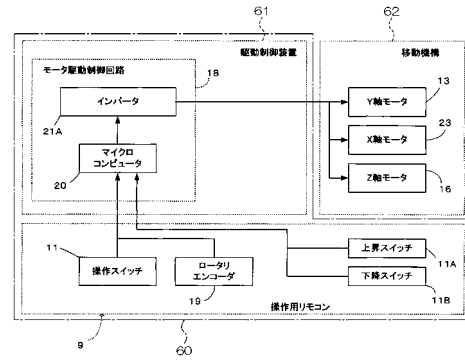 61
62
駆動制御装置
移動機構
モータ駆動制御回路
18
13
インバータ
Y軸モータ
21A
23
X軸モータ
マイクロ
コンピュータ
20
Z軸モータ
16
11
上昇スイッチ
11A
操作スイッチ
ロータリ
エンコーダ
下降スイッチ
11B
19
操作用リモコン
9
60